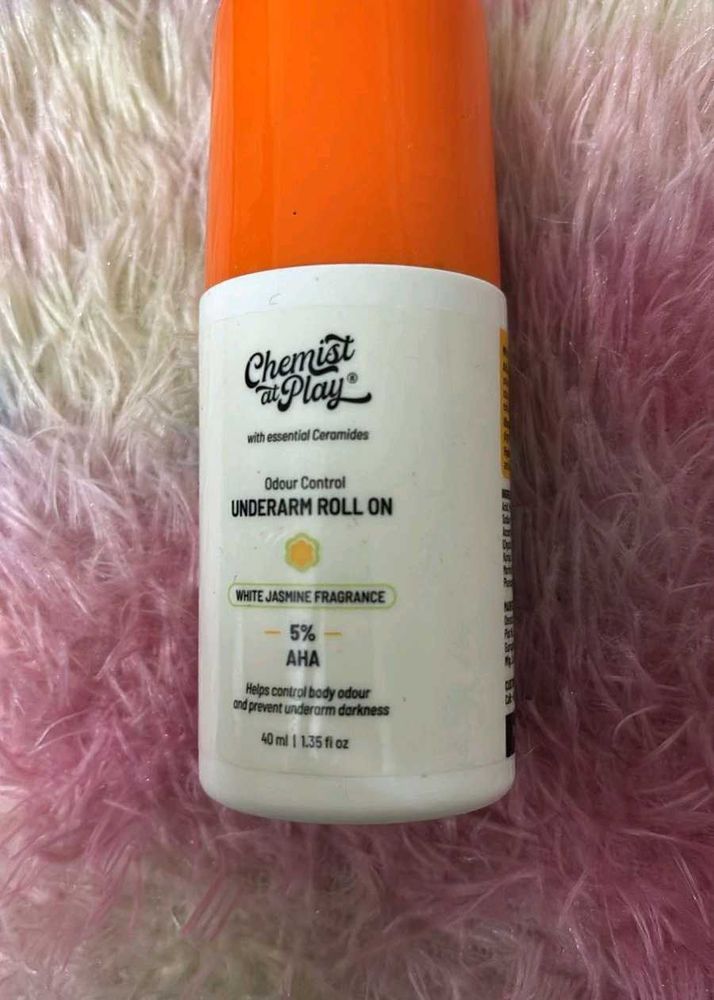 Chemist
at Play®
with essential Ceramides
Odour Control
UNDERARM ROLL ON
WHITE JASMINE FRAGRANCE
5%
AHA
Helps control body odour
and prevent underarm darkness
40 ml | 1.35 fl oz